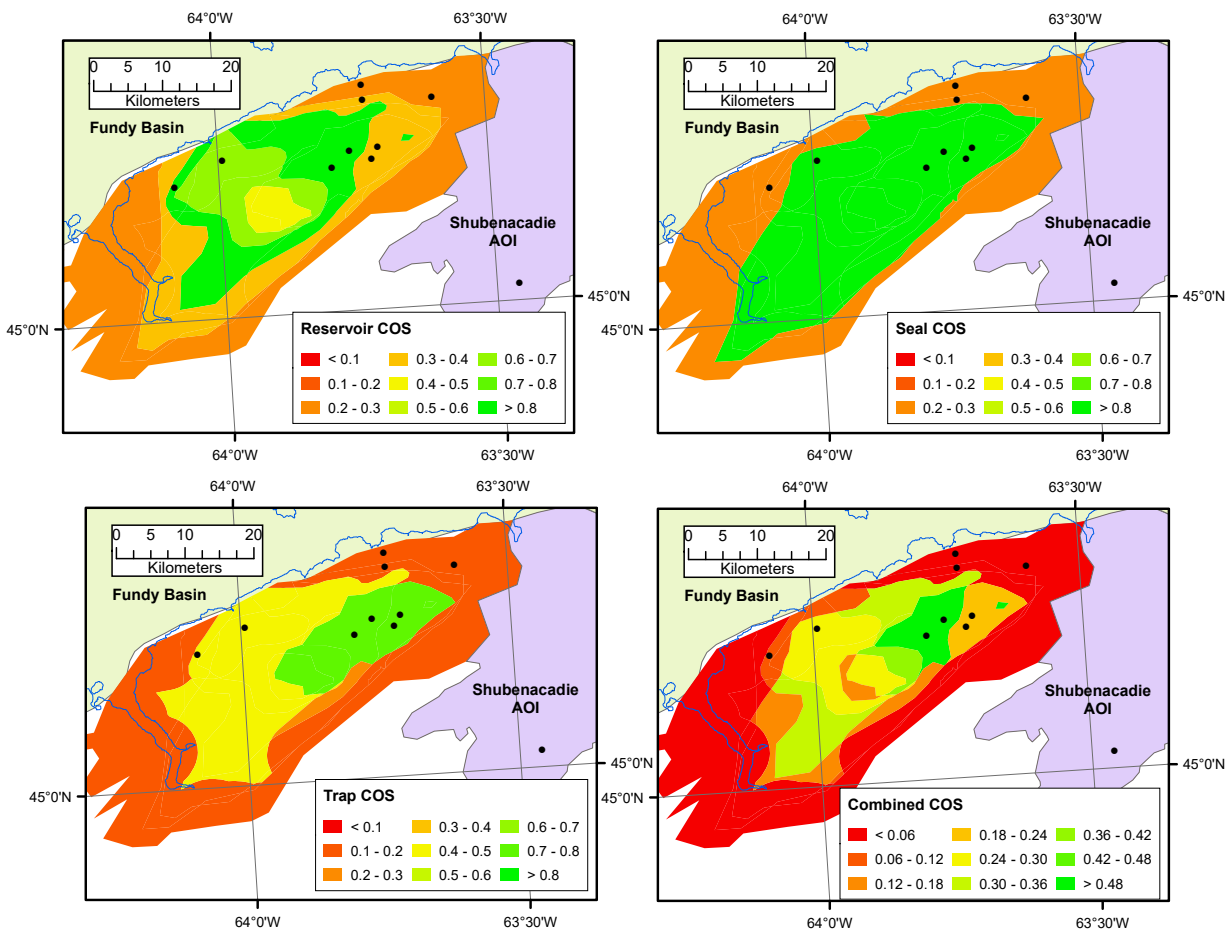 64°0'W 63°30'W
0 5 10 20
Kilometers
Fundy Basin
Shubenacadie
AOI
45°0'N
45°0'N
Reservoir COS
< 0.1 0.3 - 0.4 0.6 - 0.7
0.1 - 0.2 0.4 - 0.5 0.7 - 0.8
0.2 - 0.3 0.5 - 0.6 > 0.8
64°0'W 63°30'W
64°0'W 63°30'W
0 5 10 20
Kilometers
Fundy Basin
Shubenacadie
AOI
45°0'N
45°0'N
Seal COS
< 0.1 0.3 - 0.4 0.6 - 0.7
0.1 - 0.2 0.4 - 0.5 0.7 - 0.8
0.2 - 0.3 0.5 - 0.6 > 0.8
64°0'W 63°30'W
64°0'W 63°30'W
0 5 10 20
Kilometers
Fundy Basin
Shubenacadie
AOI
45°0'N
45°0'N
Trap COS
< 0.1 0.3 - 0.4 0.6 - 0.7
0.1 - 0.2 0.4 - 0.5 0.7 - 0.8
0.2 - 0.3 0.5 - 0.6 > 0.8
64°0'W 63°30'W
64°0'W 63°30'W
0 5 10 20
Kilometers
Fundy Basin
Shubenacadie
AOI
45°0'N
45°0'N
Combined COS
< 0.06 0.18 - 0.24 0.36 - 0.42
0.06 - 0.12 0.24 - 0.30 0.42 - 0.48
0.12 - 0.18 0.30 - 0.36 > 0.48
64°0'W 63°30'W